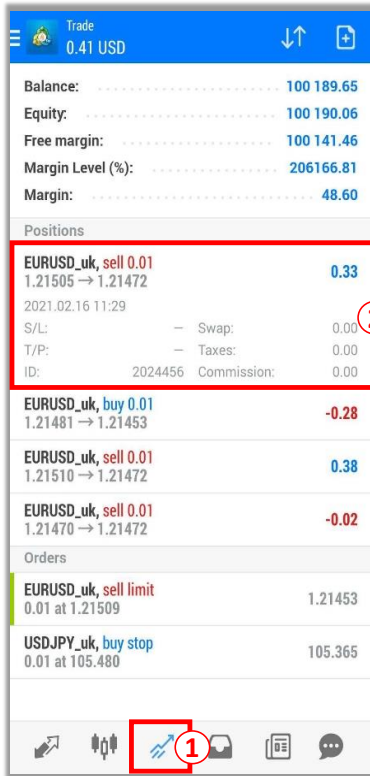 Trade
0.41 USD
Balance: 100 189.65
Equity: 100 190.06
Free margin: 100 141.46
Margin Level (%): 206166.81
Margin: 48.60
Positions
EURUSD_uk, sell 0.01 0.33
1.21505 → 1.21472
2021.02.16 11:29
S/L: – Swap: 0.00
T/P: – Taxes: 0.00
ID: 2024456 Commission: 0.00
EURUSD_uk, buy 0.01 -0.28
1.21481 → 1.21453
EURUSD_uk, sell 0.01 0.38
1.21510 → 1.21472
EURUSD_uk, sell 0.01 -0.02
1.21470 → 1.21472
Orders
EURUSD_uk, sell limit 1.21453
0.01 at 1.21509
USDJPY_uk, buy stop 105.365
0.01 at 105.480
1